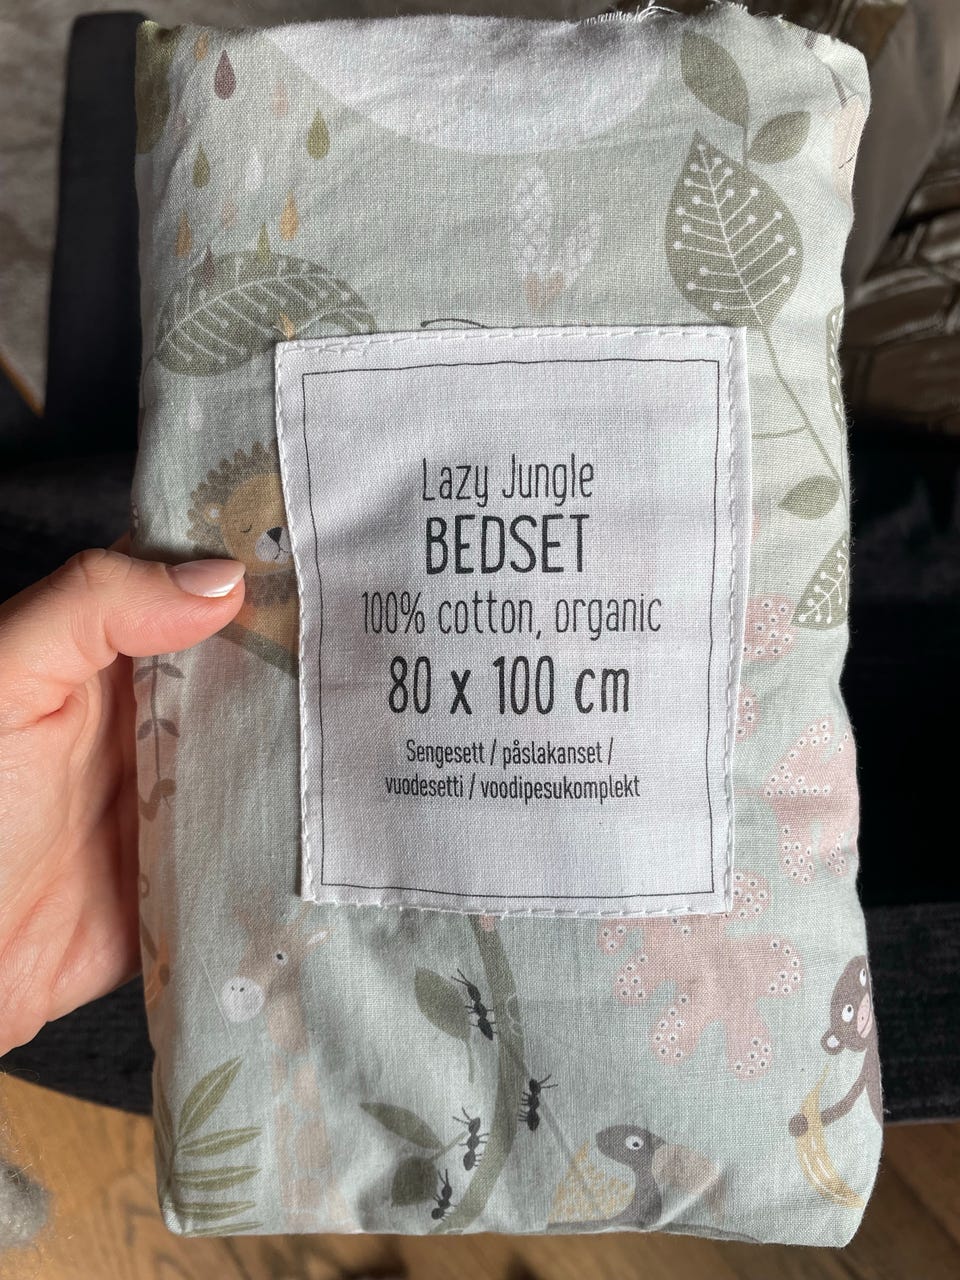 Lazy Jungle
BEDSET
100% cotton, organic
80 x 100 cm
Sengesett / påslakanset /
vuodesetti / voodipesukomplekt